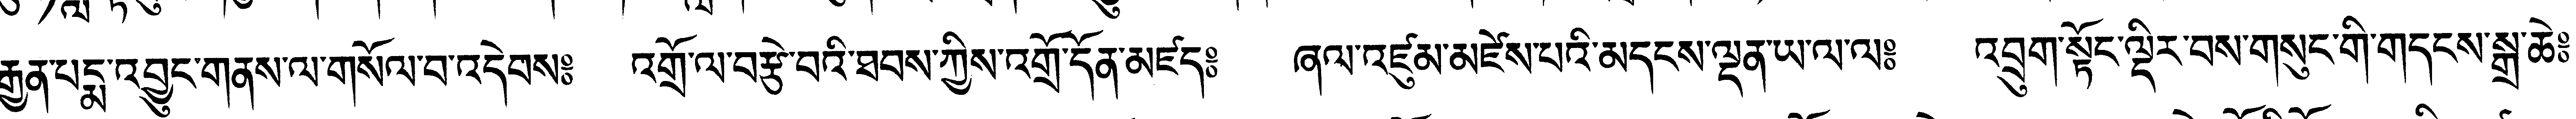 རྒྱན་པདྨ་འབྱུང་གནས་ལ་གསོལ་བ་འདེབས༔ འགྲོ་ལ་བརྩེ་བའི་ཐབས་ཀྱིས་འགྲོ་དོན་མཛད༔ ཞལ་འཛུམ་མཛེས་པའི་མདངས་ལྡན་ཡ་ལ་ལ༔ འབྲུག་སྟོང་ལྡིར་བས་གསུང་གི་གདངས་སྒྲ་ཆེ༔